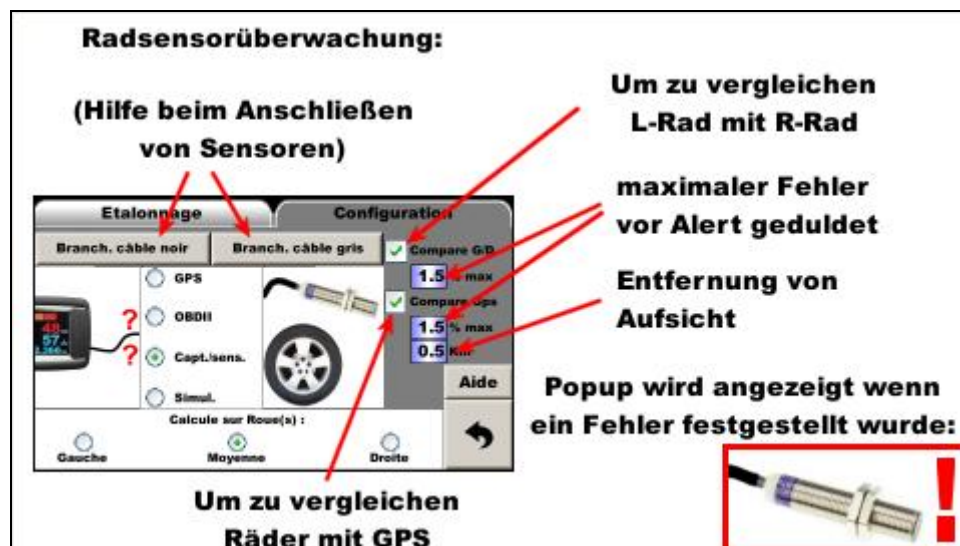 Radsensorüberwachung:
(Hilfe beim Anschließen
von Sensoren)
Um zu vergleichen
L-Rad mit R-Rad
maximaler Fehler
vor Alert geduldet
Entfernung von
Aufsicht
Etalonnage
Configuration
Branch. câble noir
Branch. câble gris
Compare G/D
1.5 % max
Compare Gps
1.5 % max
0.5 Km
GPS
OBDII
Capt./sens.
Simul.
?
?
Aide
Calcule sur Roue(s) :
Gauche
Moyenne
Droite
Popup wird angezeigt wenn
ein Fehler festgestellt wurde:
!
Um zu vergleichen
Räder mit GPS